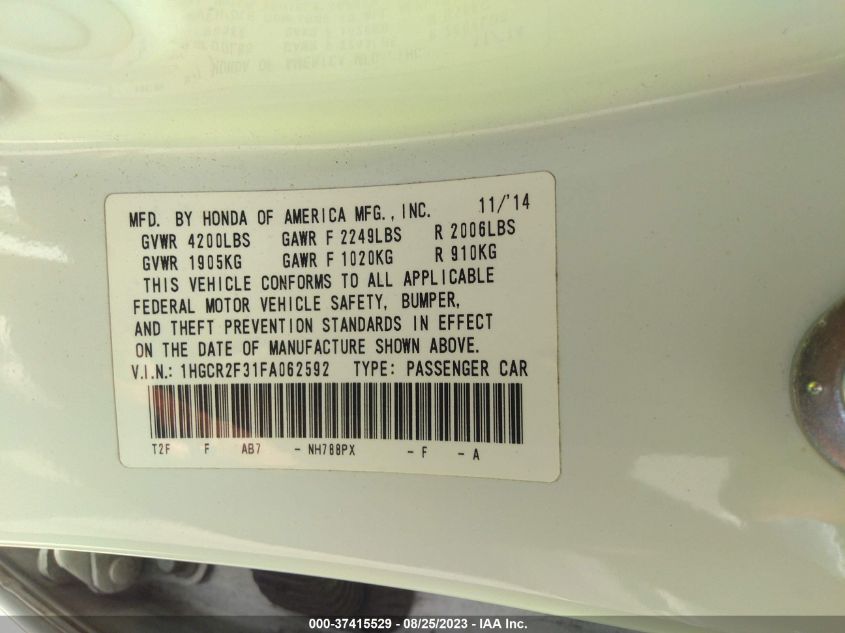 MFD. BY HONDA OF AMERICA MFG., INC. 11/'14
GVWR 4200LBS GAWR F 2249LBS R 2006LBS
GVWR 1905KG GAWR F 1020KG R 910KG
THIS VEHICLE CONFORMS TO ALL APPLICABLE
FEDERAL MOTOR VEHICLE SAFETY, BUMPER,
AND THEFT PREVENTION STANDARDS IN EFFECT
ON THE DATE OF MANUFACTURE SHOWN ABOVE.
V.I.N.: 1HGCR2F31FA062592 TYPE: PASSENGER CAR
T2F F AB7 - NH788PX - F - A
000-37415529 - 08/25/2023 - IAA Inc.